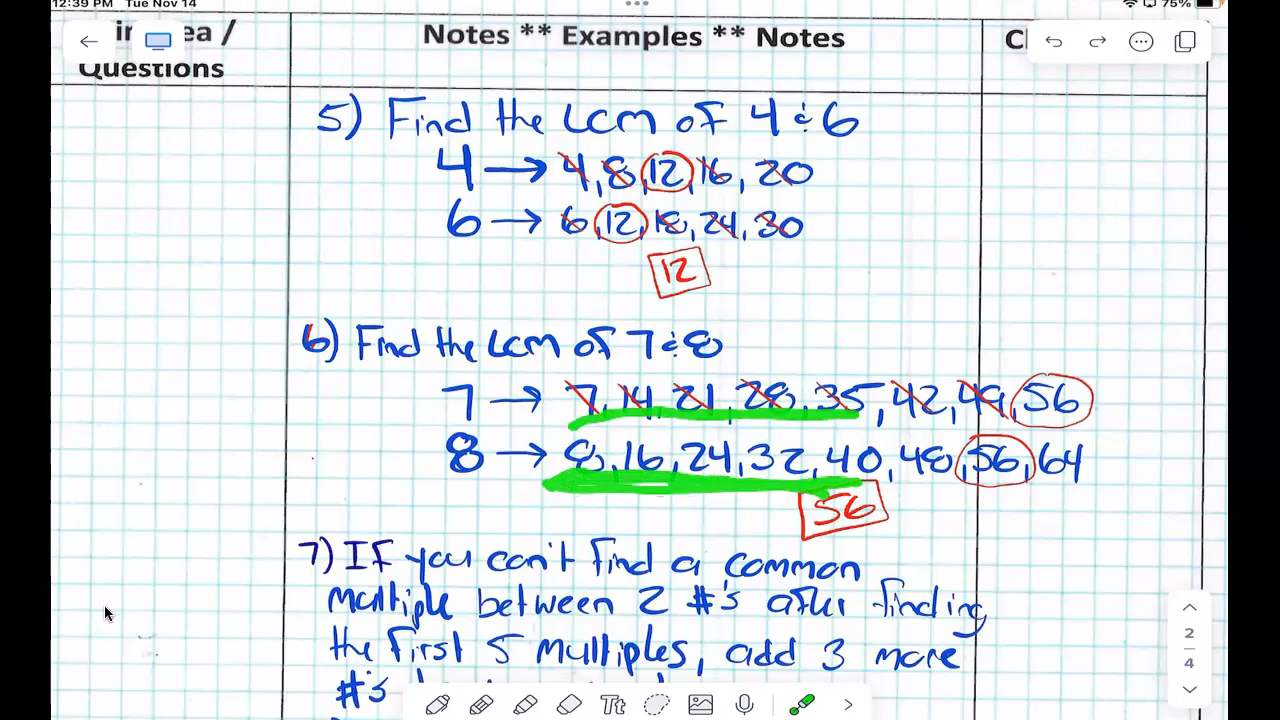 12:39 PM Tue Nov 14
75%
ea /
Questions
Notes ** Examples ** Notes
5) Find the LCM of 4 & 6
4 → 4, 8, 12, 16, 20
6 → 6, 12, 18, 24, 30
12
6) Find the LCM of 7 & 8
7 → 7, 14, 21, 28, 35, 42, 49, 56
8 → 8, 16, 24, 32, 40, 48, 56, 64
56
7) If you can't find a common
multiple between 2 #'s after finding
the first 5 multiples, add 3 more
#'s
Tt
2
4